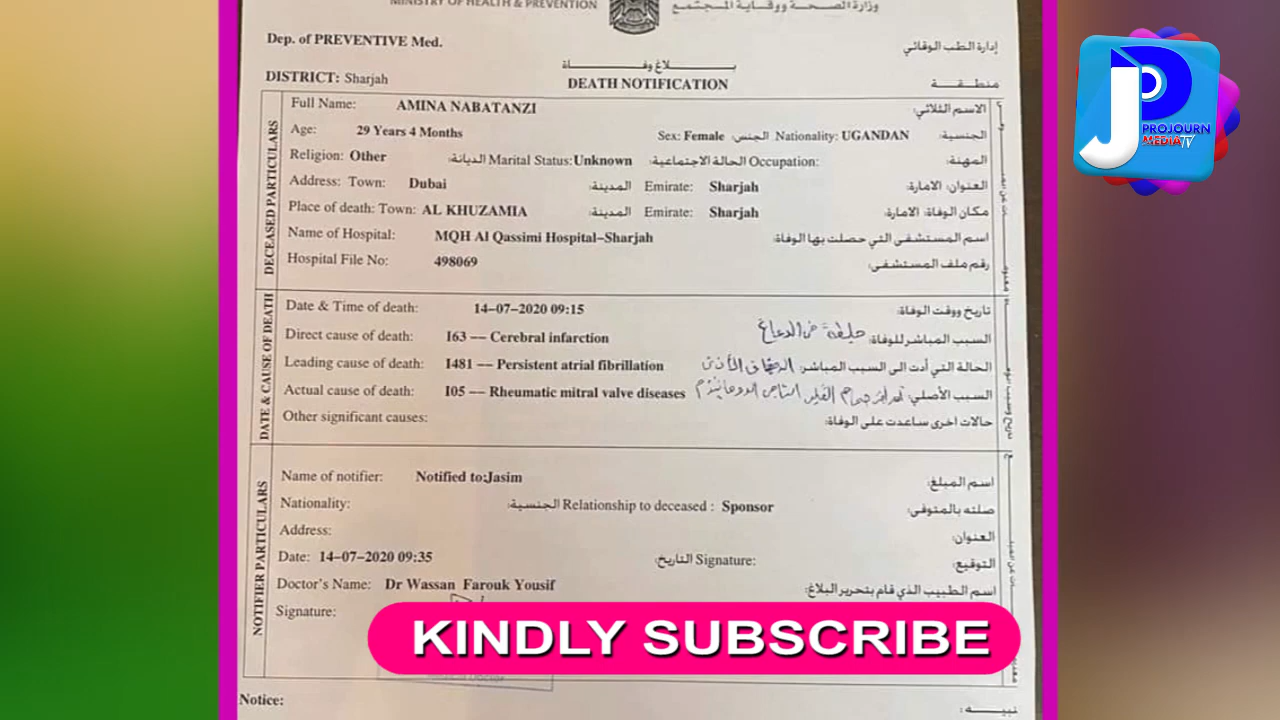 MINISTRY OF HEALTH & PREVENTION وزارة الصحة ووقاية المجتمع
Dep. of PREVENTIVE Med. إدارة الطب الوقائي
بلاغ وفاة
DISTRICT: Sharjah DEATH NOTIFICATION منطقة
DECEASED PARTICULARS
Full Name: AMINA NABATANZI الاسم الثلاثي:
Age: 29 Years 4 Months Sex: Female الجنس: Nationality: UGANDAN الجنسية:
Religion: Other الديانة: Marital Status: Unknown الحالة الاجتماعية: Occupation: المهنة:
Address: Town: Dubai المدينة: Emirate: Sharjah العنوان: الامارة:
Place of death: Town: AL KHUZAMIA المدينة: Emirate: Sharjah مكان الوفاة: الامارة:
Name of Hospital: MQH Al Qassimi Hospital–Sharjah اسم المستشفى التي حصلت بها الوفاة:
Hospital File No: 498069 رقم ملف المستشفى:
DATE & CAUSE OF DEATH
Date & Time of death: 14–07–2020 09:15 تاريخ ووقت الوفاة:
Direct cause of death: I63 –– Cerebral infarction السبب المباشر للوفاة:
Leading cause of death: I481 –– Persistent atrial fibrillation الحالة التي أدت الى السبب المباشر:
Actual cause of death: I05 –– Rheumatic mitral valve diseases السبب الأصلي:
Other significant causes: حالات اخرى ساعدت على الوفاة:
NOTIFIER PARTICULARS
Name of notifier: Notified to:Jasim اسم المبلغ:
Nationality: الجنسية: Relationship to deceased : Sponsor صلته بالمتوفى:
Address: العنوان:
Date: 14–07–2020 09:35 التاريخ: Signature: التوقيع:
Doctor's Name: Dr Wassan Farouk Yousif اسم الطبيب الذي قام بتحرير البلاغ:
Signature:
KINDLY SUBSCRIBE
Notice: تنبيه :
PROJOURN
MEDIA TV